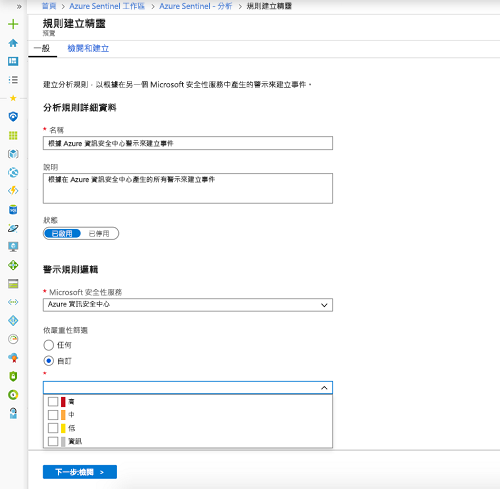 »
首頁 > Azure Sentinel 工作區 > Azure Sentinel - 分析 > 規則建立精靈
規則建立精靈
預覽
一般 檢閱和建立
建立分析規則，以根據在另一個 Microsoft 安全性服務中產生的警示來建立事件。
分析規則詳細資料
* 名稱
根據 Azure 資訊安全中心警示來建立事件
說明
根據在 Azure 資訊安全中心產生的所有警示來建立事件
狀態
已啟用 已停用
警示規則邏輯
* Microsoft 安全性服務
Azure 資訊安全中心
依嚴重性篩選
任何
自訂
*
高
中
低
資訊
下一步:檢閱 >